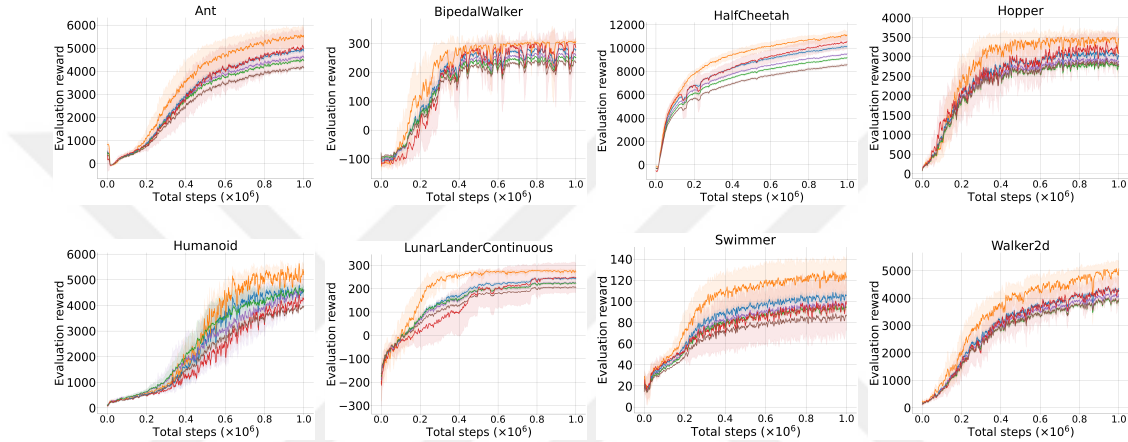 Ant
BipedalWalker
HalfCheetah
Hopper
Evaluation reward
6000
5000
4000
3000
2000
1000
0
0.0 0.2 0.4 0.6 0.8 1.0
Total steps (×10⁶)
Evaluation reward
300
200
100
0
−100
0.0 0.2 0.4 0.6 0.8 1.0
Total steps (×10⁶)
Evaluation reward
12000
10000
8000
6000
4000
2000
0
0.0 0.2 0.4 0.6 0.8 1.0
Total steps (×10⁶)
Evaluation reward
4000
3500
3000
2500
2000
1500
1000
500
0
0.0 0.2 0.4 0.6 0.8 1.0
Total steps (×10⁶)
Humanoid
LunarLanderContinuous
Swimmer
Walker2d
Evaluation reward
6000
5000
4000
3000
2000
1000
0
0.0 0.2 0.4 0.6 0.8 1.0
Total steps (×10⁶)
Evaluation reward
300
200
100
0
−100
−200
−300
0.0 0.2 0.4 0.6 0.8 1.0
Total steps (×10⁶)
Evaluation reward
140
120
100
80
60
40
20
0
0.0 0.2 0.4 0.6 0.8 1.0
Total steps (×10⁶)
Evaluation reward
5000
4000
3000
2000
1000
0
0.0 0.2 0.4 0.6 0.8 1.0
Total steps (×10⁶)